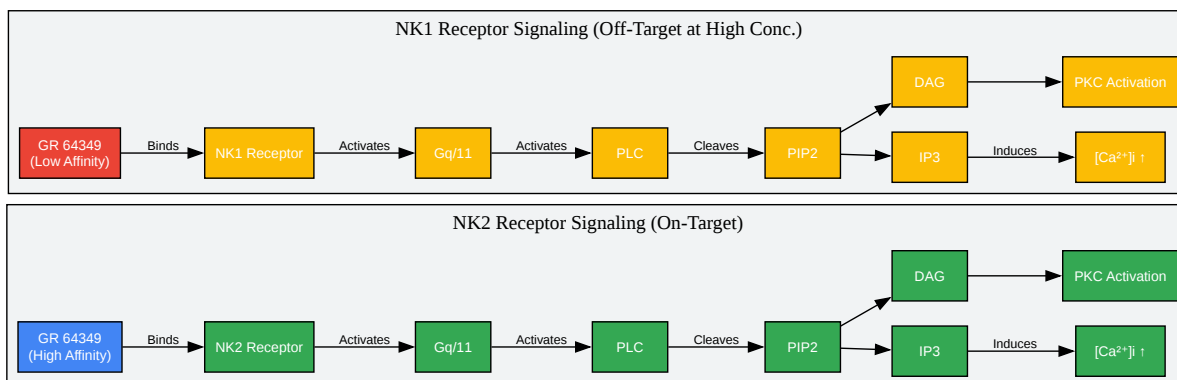 NK1 Receptor Signaling (Off-Target at High Conc.)
DAG
PKC Activation
GR 64349
(Low Affinity)
Binds
NK1 Receptor
Activates
Gq/11
Activates
PLC
Cleaves
PIP2
IP3
Induces
[Ca²⁺]i ↑
NK2 Receptor Signaling (On-Target)
DAG
PKC Activation
GR 64349
(High Affinity)
Binds
NK2 Receptor
Activates
Gq/11
Activates
PLC
Cleaves
PIP2
IP3
Induces
[Ca²⁺]i ↑